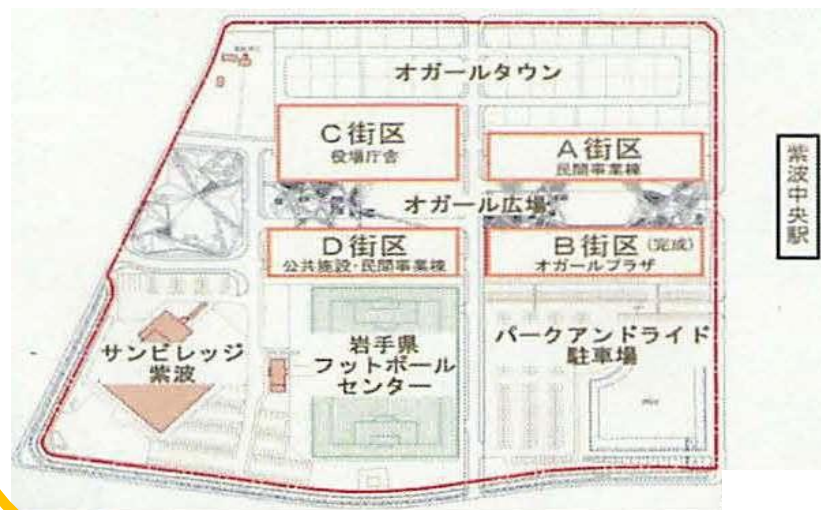 オガールタウン
C街区
役場庁舎
A街区
民間事業棟
オガール広場
紫波中央駅
D街区
公共施設・民間事業棟
B街区(完成)
オガールプラザ
サンビレッジ
紫波
岩手県
フットボール
センター
パークアンドライド
駐車場